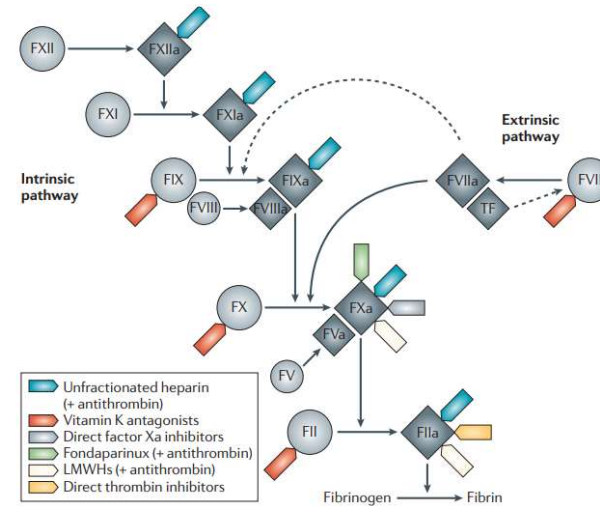 FXII
FXIIa
FXI
FXIa
Extrinsic
pathway
Intrinsic
pathway
FIX
FIXa
FVIII
FVIIIa
FVIIa
TF
FVII
FX
FXa
FVa
FV
FII
FIIa
Fibrinogen
Fibrin
Unfractionated heparin
(+ antithrombin)
Vitamin K antagonists
Direct factor Xa inhibitors
Fondaparinux (+ antithrombin)
LMWHs (+ antithrombin)
Direct thrombin inhibitors